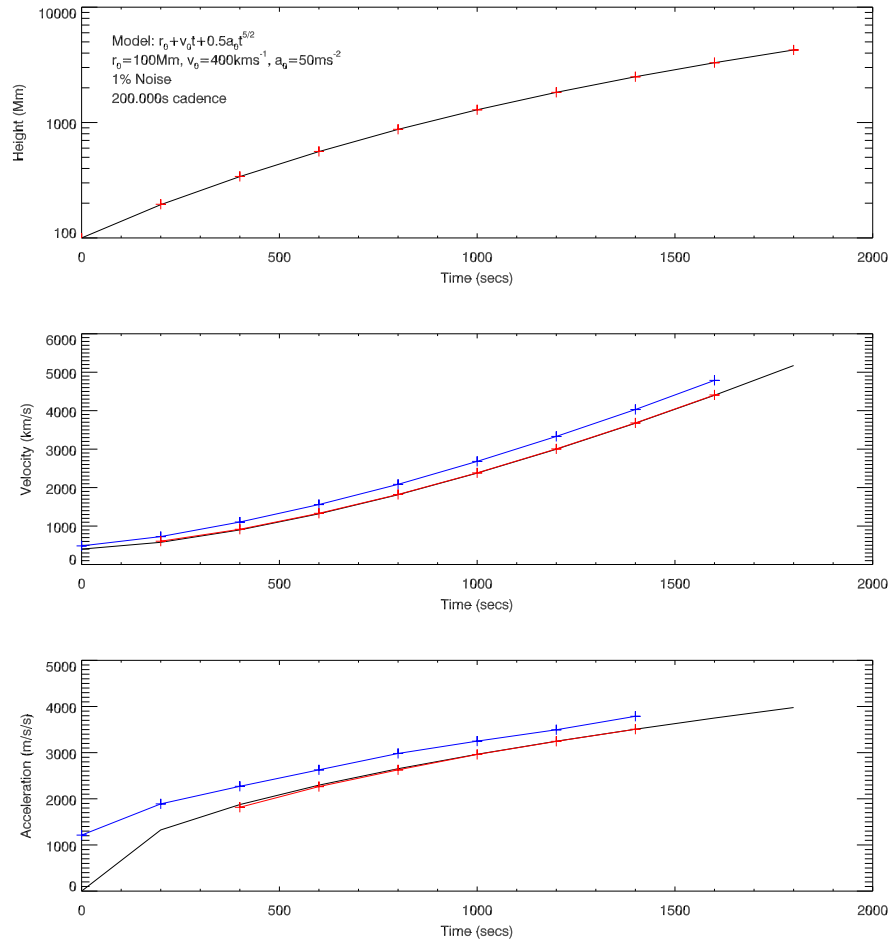 10000
Model: r₀+v₀t+0.5a₀t^5/2
r₀=100Mm, v₀=400kms⁻¹, a₀=50ms⁻²
1% Noise
200.000s cadence
Height (Mm)
1000
100
0 500 1000 1500 2000
Time (secs)
6000
5000
4000
Velocity (km/s)
3000
2000
1000
0
0 500 1000 1500 2000
Time (secs)
5000
4000
Acceleration (m/s/s)
3000
2000
1000
0
0 500 1000 1500 2000
Time (secs)